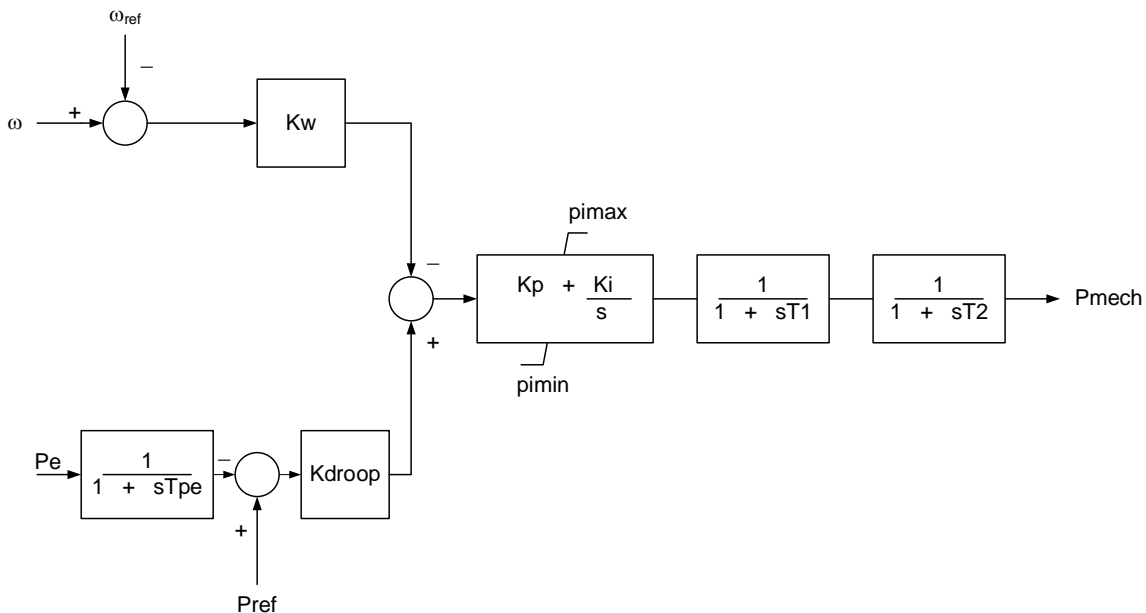 ωref
−
ω
+
Kw
pimax
−
Kp + Ki
s
1
1 + sT1
1
1 + sT2
Pmech
+
pimin
Pe
1
1 + sTpe
−
Kdroop
+
Pref